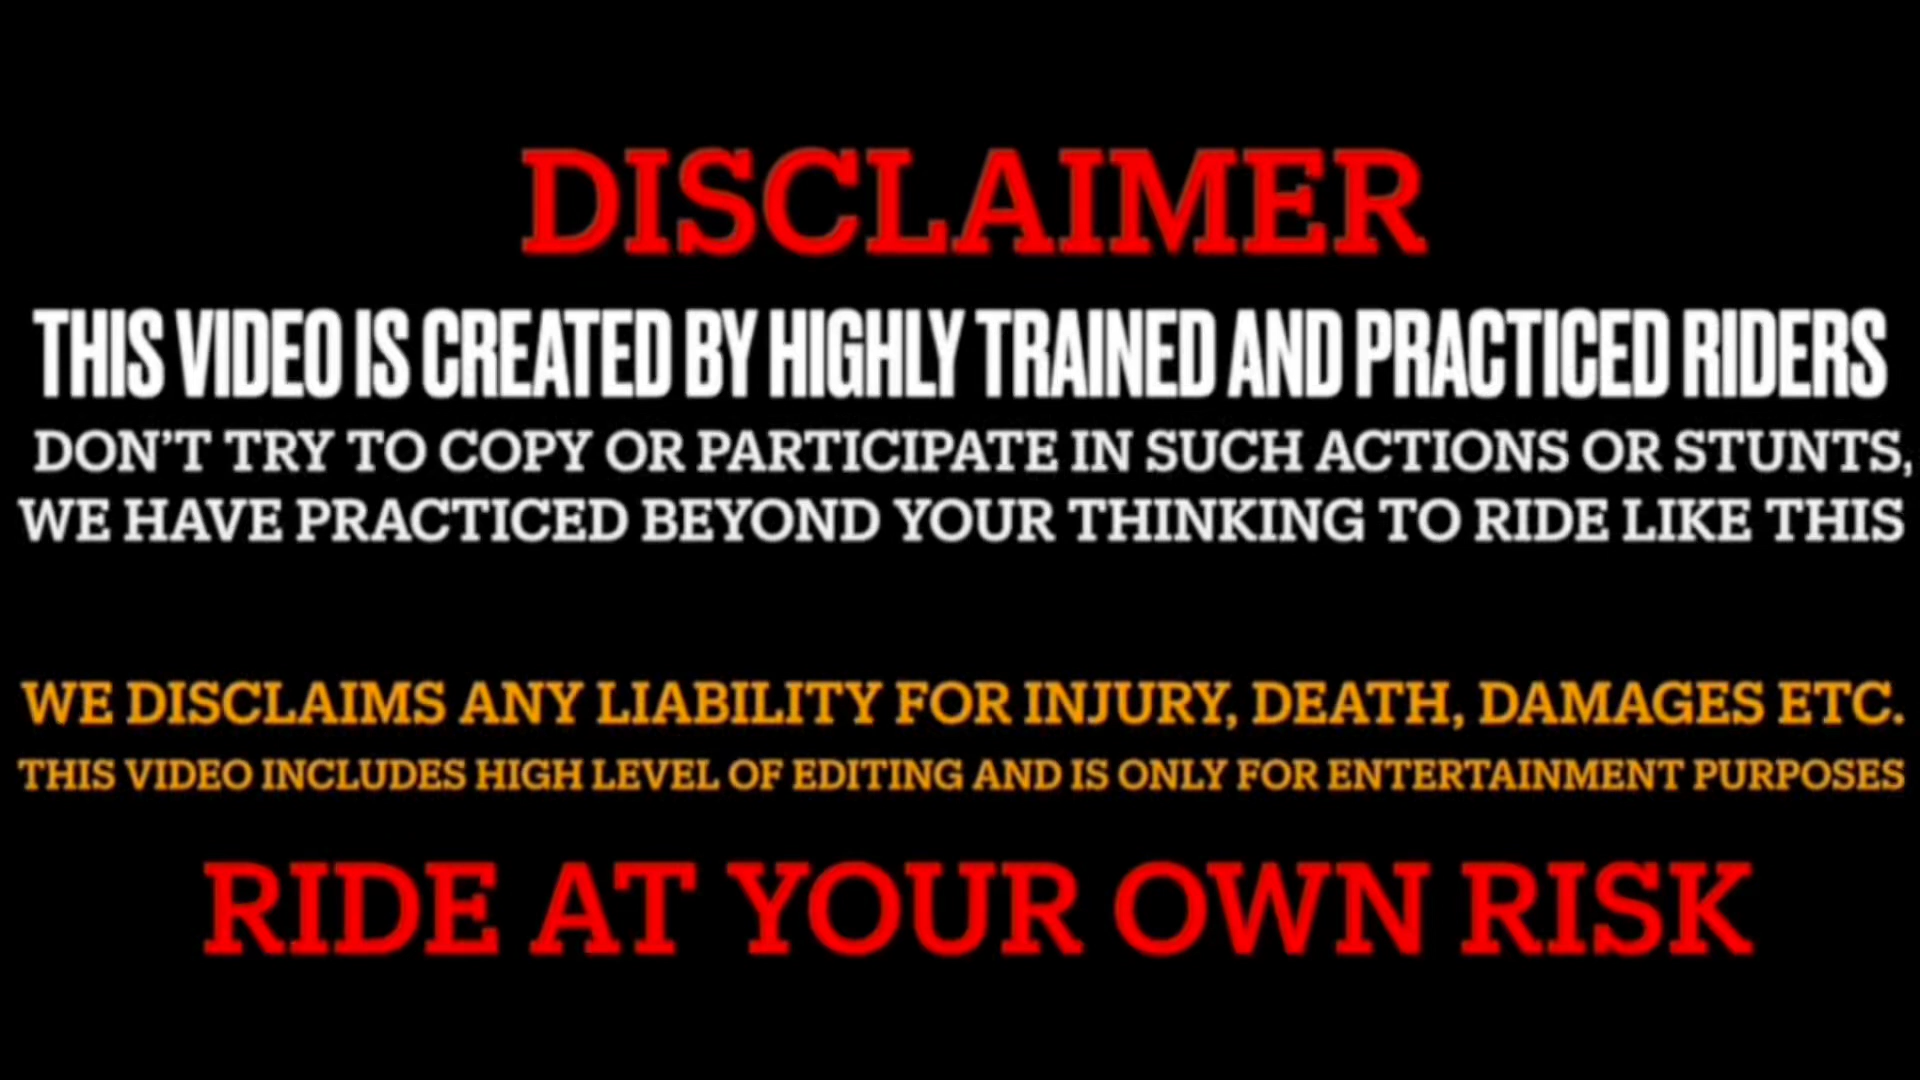 DISCLAIMER
THIS VIDEO IS CREATED BY HIGHLY TRAINED AND PRACTICED RIDERS
DON'T TRY TO COPY OR PARTICIPATE IN SUCH ACTIONS OR STUNTS,
WE HAVE PRACTICED BEYOND YOUR THINKING TO RIDE LIKE THIS
WE DISCLAIMS ANY LIABILITY FOR INJURY, DEATH, DAMAGES ETC.
THIS VIDEO INCLUDES HIGH LEVEL OF EDITING AND IS ONLY FOR ENTERTAINMENT PURPOSES
RIDE AT YOUR OWN RISK